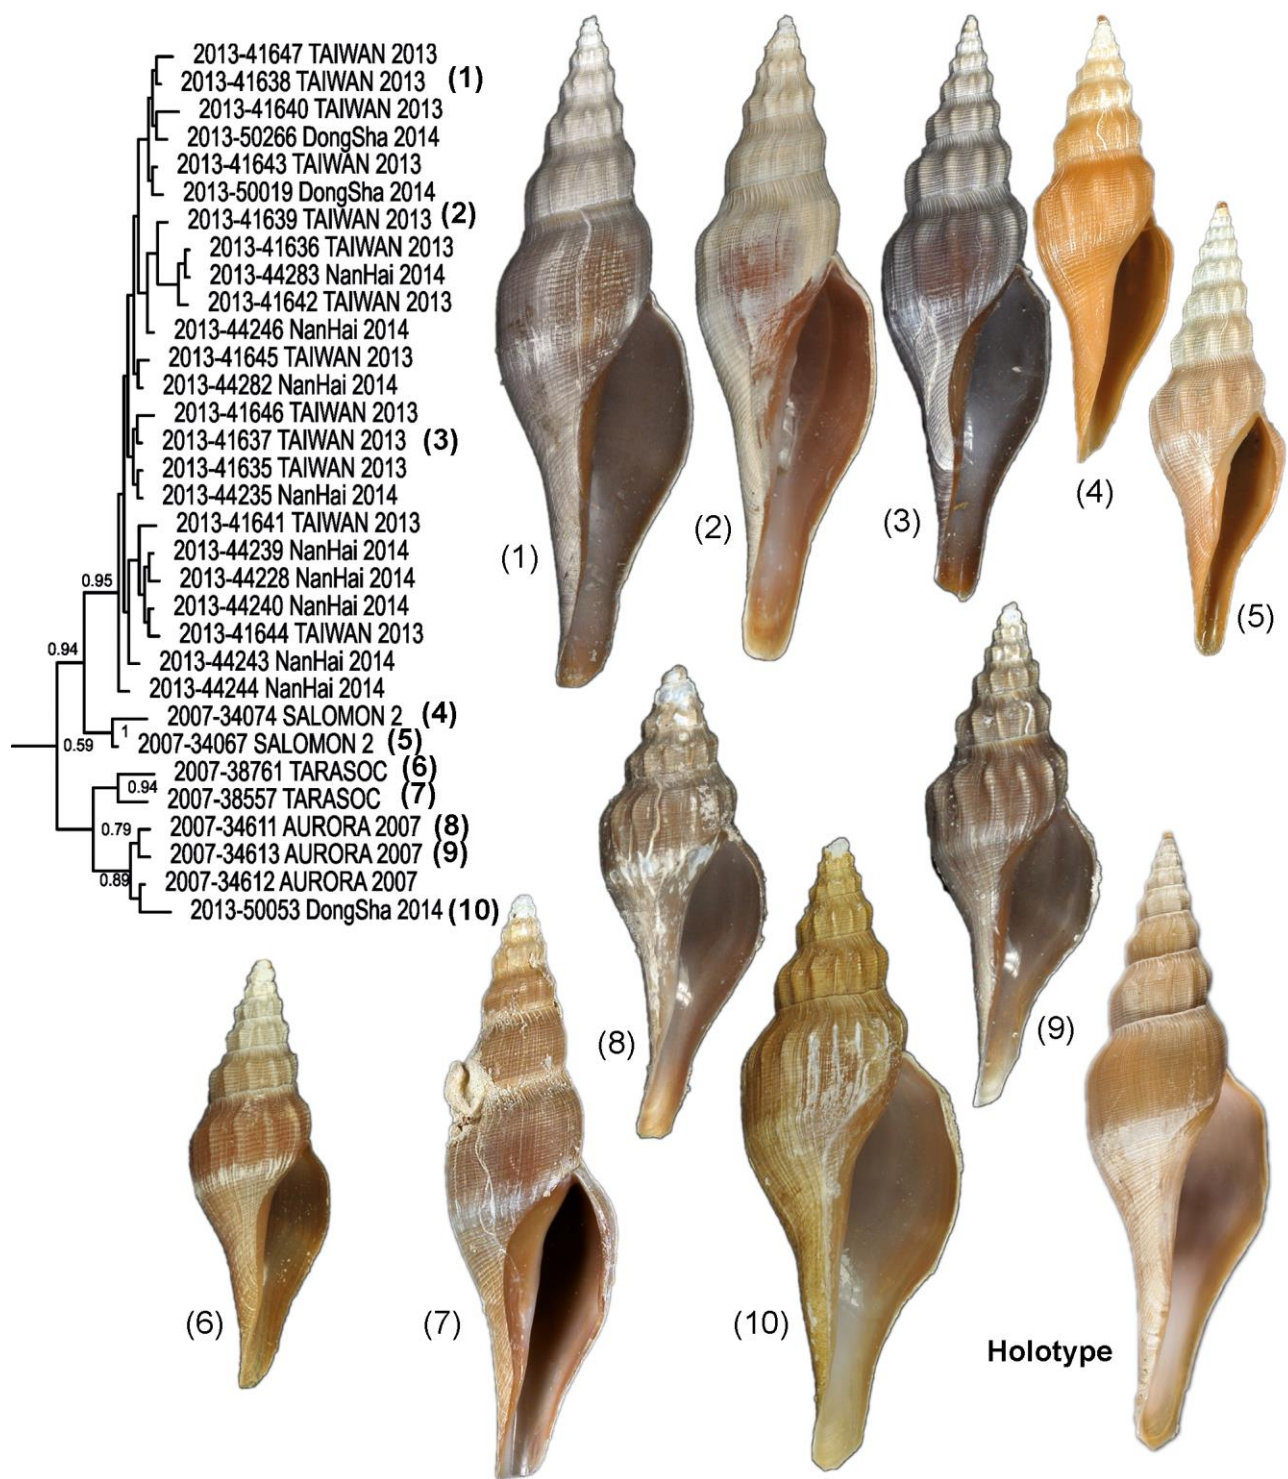 2013-41647 TAIWAN 2013
2013-41638 TAIWAN 2013 (1)
2013-41640 TAIWAN 2013
2013-50266 DongSha 2014
2013-41643 TAIWAN 2013
2013-50019 DongSha 2014
2013-41639 TAIWAN 2013 (2)
2013-41636 TAIWAN 2013
2013-44283 NanHai 2014
2013-41642 TAIWAN 2013
2013-44246 NanHai 2014
2013-41645 TAIWAN 2013
2013-44282 NanHai 2014
2013-41646 TAIWAN 2013
2013-41637 TAIWAN 2013 (3)
2013-41635 TAIWAN 2013
2013-44235 NanHai 2014
2013-41641 TAIWAN 2013
2013-44239 NanHai 2014
2013-44228 NanHai 2014
2013-44240 NanHai 2014
2013-41644 TAIWAN 2013
2013-44243 NanHai 2014
2013-44244 NanHai 2014
2007-34074 SALOMON 2 (4)
2007-34067 SALOMON 2 (5)
2007-38761 TARASOC (6)
2007-38557 TARASOC (7)
2007-34611 AURORA 2007 (8)
2007-34613 AURORA 2007 (9)
2007-34612 AURORA 2007
2013-50053 DongSha 2014 (10)
0.95
0.94
1
0.59
0.94
0.79
0.89
(1)
(2)
(3)
(4)
(5)
(6)
(7)
(8)
(9)
(10)
Holotype